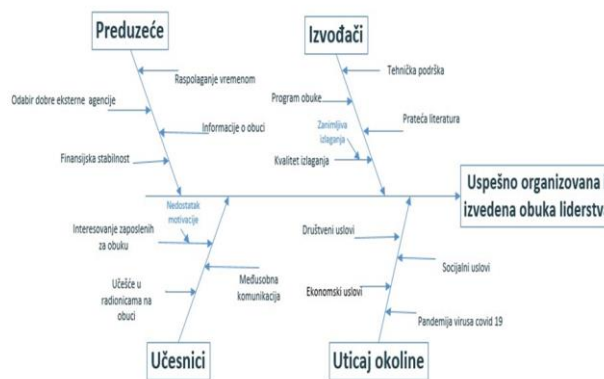 Preduzeće
Izvođači
Raspolaganje vremenom
Tehnička podrška
Odabir dobre eksterne agencije
Program obuke
Informacije o obuci
Prateća literatura
Zanimljiva
izlaganja
Finansijska stabilnost
Kvalitet izlaganja
Uspešno organizovana i
izvedena obuka liderstv
Nedostatak
motivacije
Interesovanje zaposlenih
za obuku
Društveni uslovi
Međusobna
komunikacija
Socijalni uslovi
Učešće u
radionicama na
obuci
Ekonomski uslovi
Pandemija virusa covid 19
Učesnici
Uticaj okoline